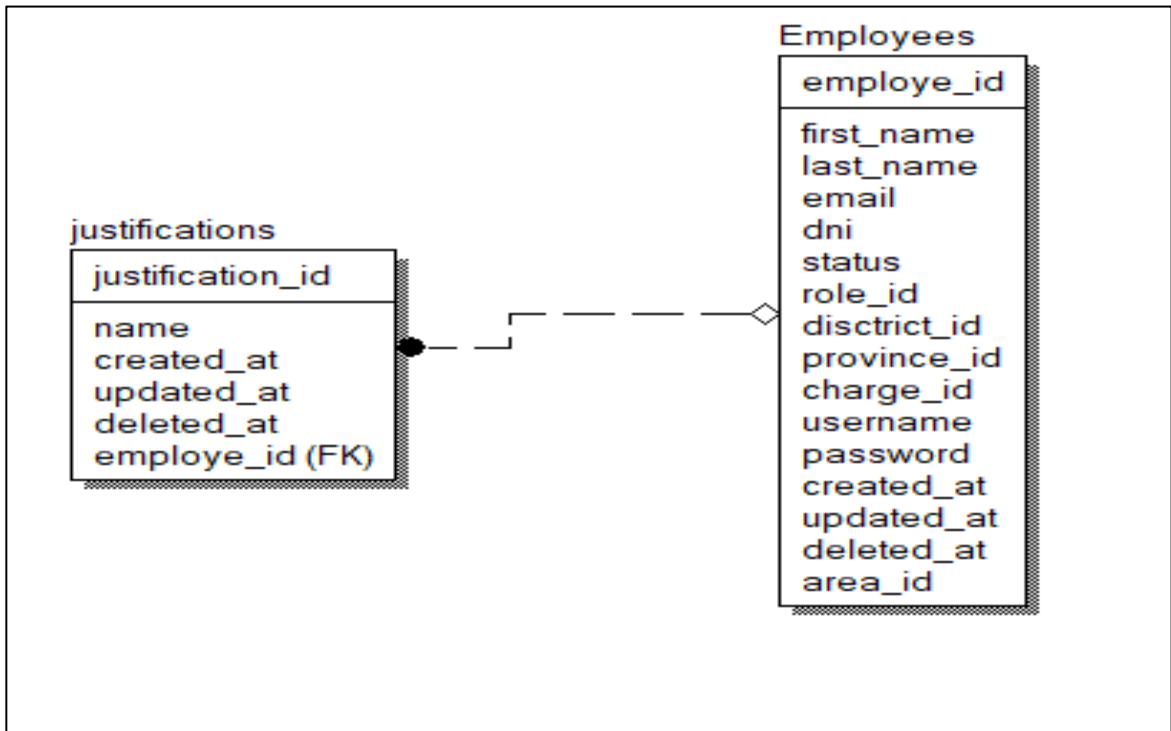 justifications
justification_id
name
created_at
updated_at
deleted_at
employe_id (FK)
Employees
employe_id
first_name
last_name
email
dni
status
role_id
disctrict_id
province_id
charge_id
username
password
created_at
updated_at
deleted_at
area_id